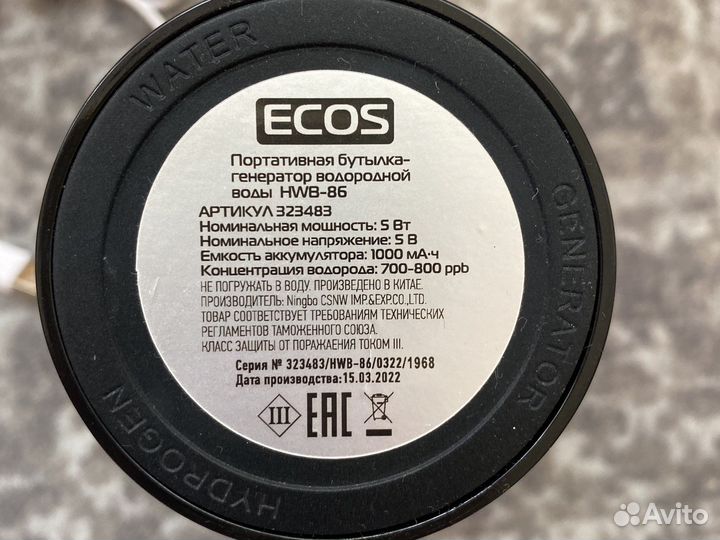 WATER
GENERATOR
HYDROGEN
ECOS
Портативная бутылка-
генератор водородной
воды HWB-86
АРТИКУЛ 323483
Номинальная мощность: 5 Вт
Номинальное напряжение: 5 В
Емкость аккумулятора: 1000 мА·ч
Концентрация водорода: 700-800 ppb
НЕ ПОГРУЖАТЬ В ВОДУ. ПРОИЗВЕДЕНО В КИТАЕ.
ПРОИЗВОДИТЕЛЬ: Ningbo CSNW IMP.&EXP.CO.,LTD.
ТОВАР СООТВЕТСТВУЕТ ТРЕБОВАНИЯМ ТЕХНИЧЕСКИХ
РЕГЛАМЕНТОВ ТАМОЖЕННОГО СОЮЗА.
КЛАСС ЗАЩИТЫ ОТ ПОРАЖЕНИЯ ТОКОМ III.
Серия № 323483/HWB-86/0322/1968
Дата производства:15.03.2022
III EAC
Avito